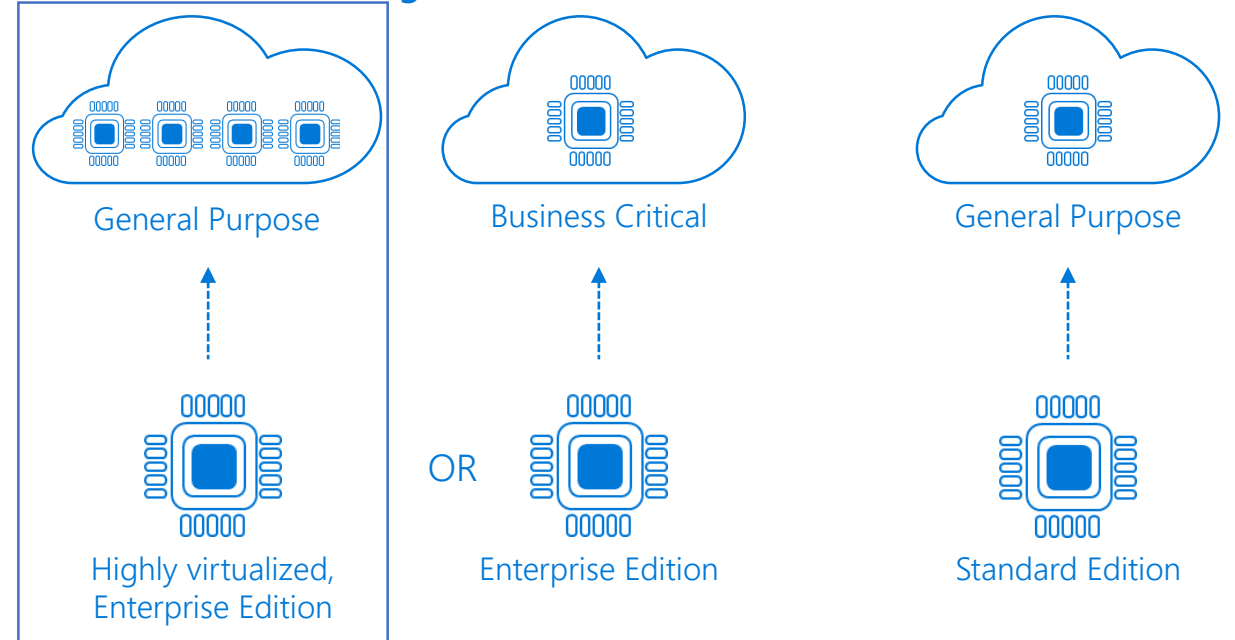 General Purpose
Business Critical
General Purpose
OR
Highly virtualized,
Enterprise Edition
Enterprise Edition
Standard Edition